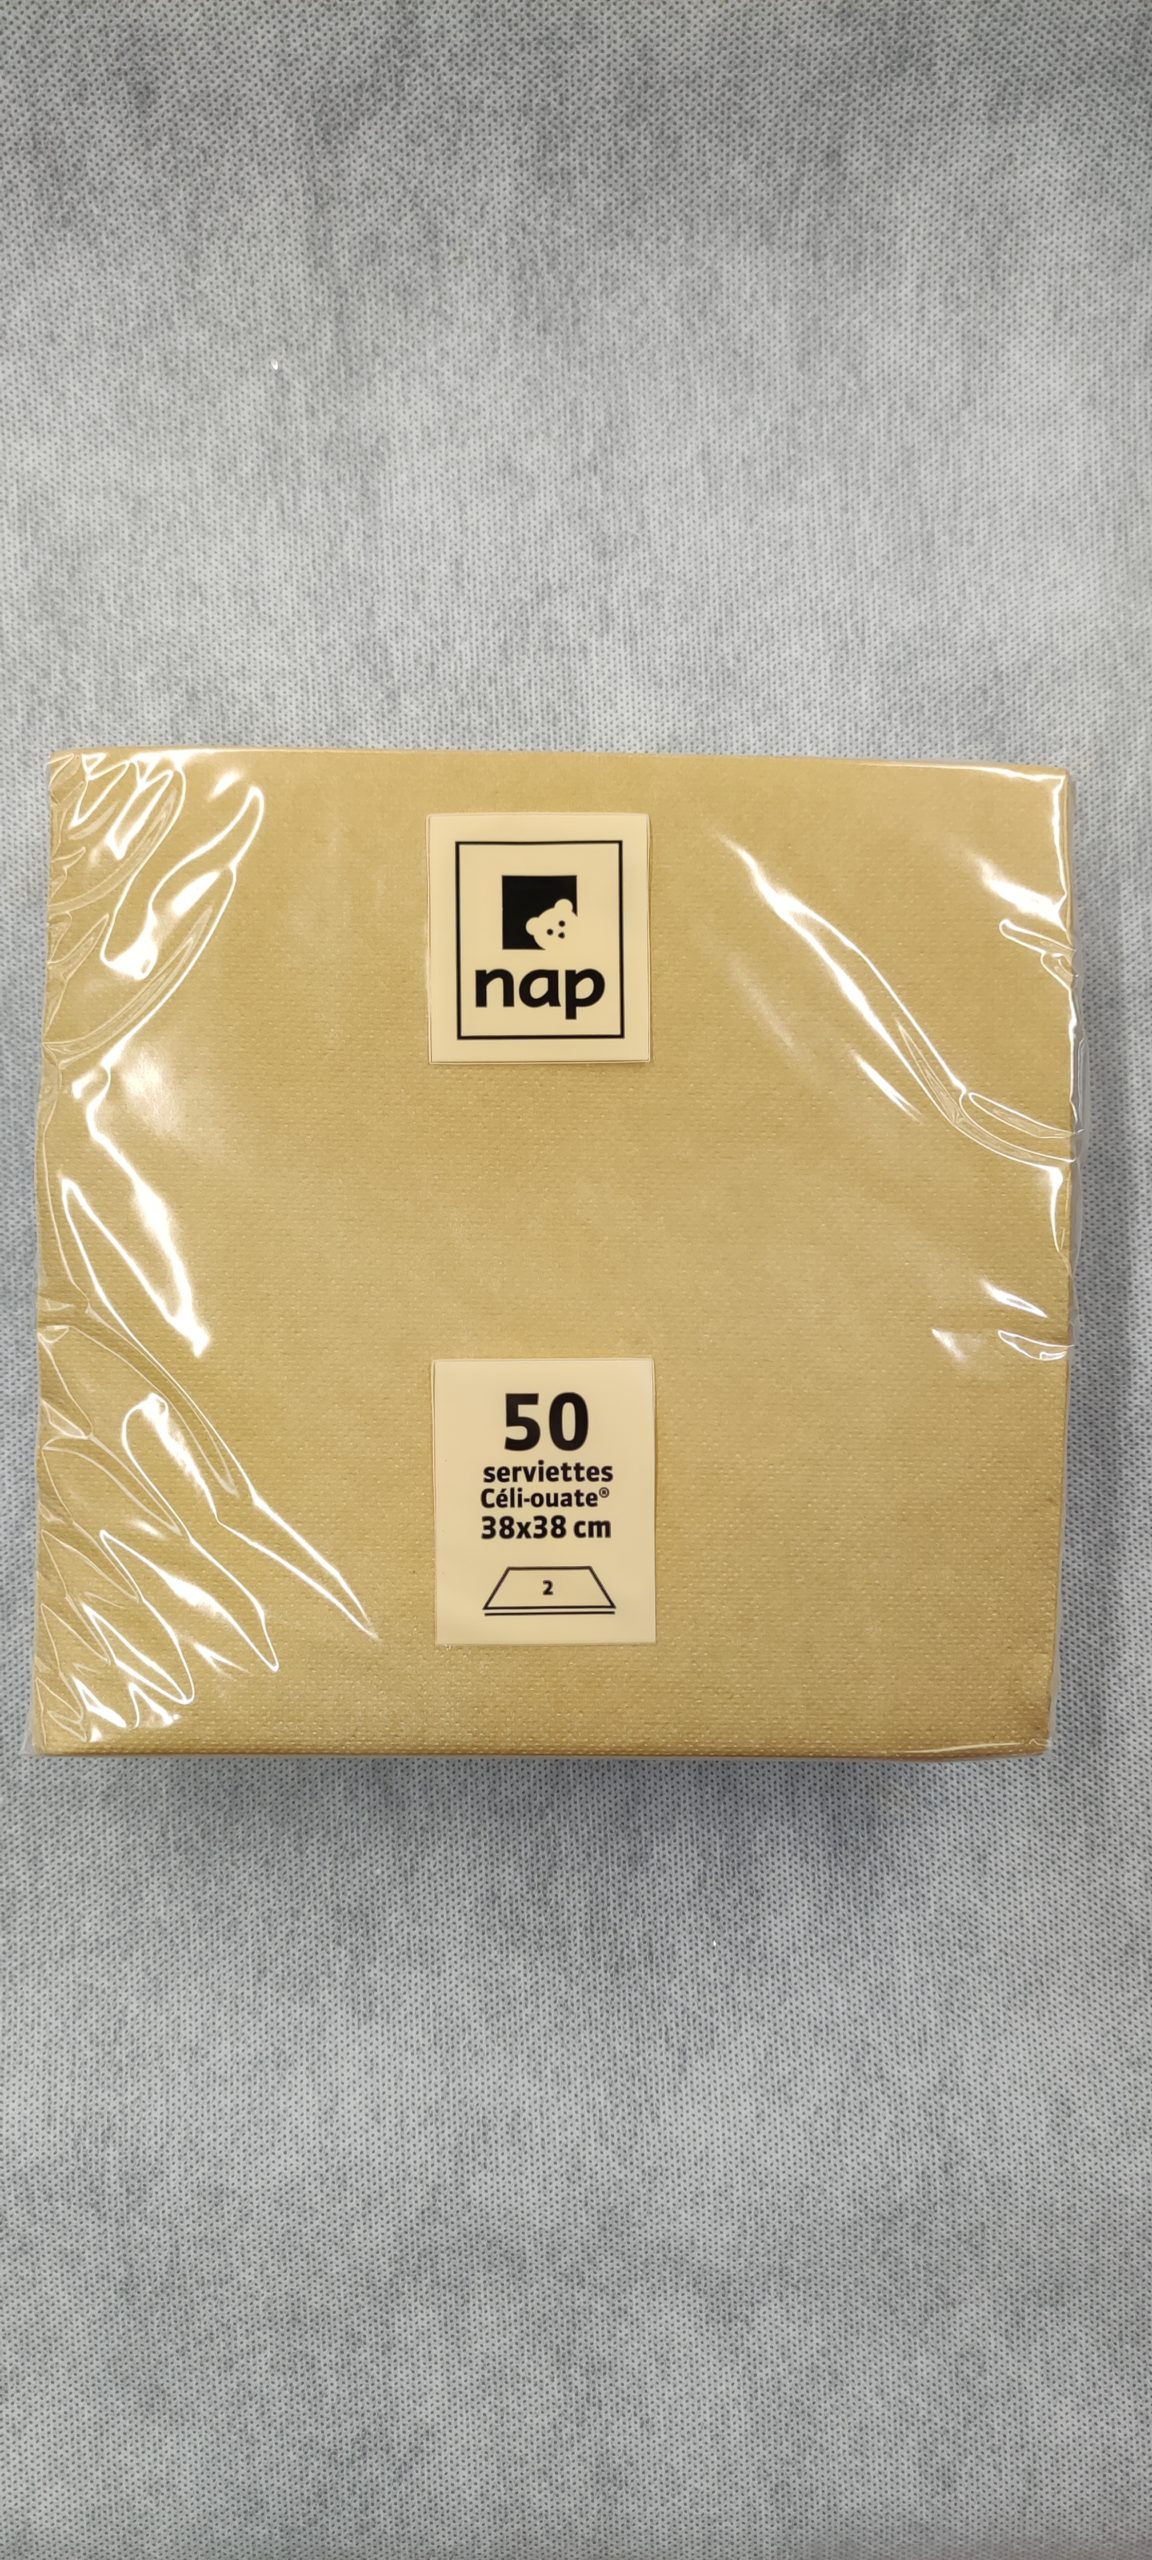 nap
50
serviettes
Céli-ouate®
38x38 cm
2